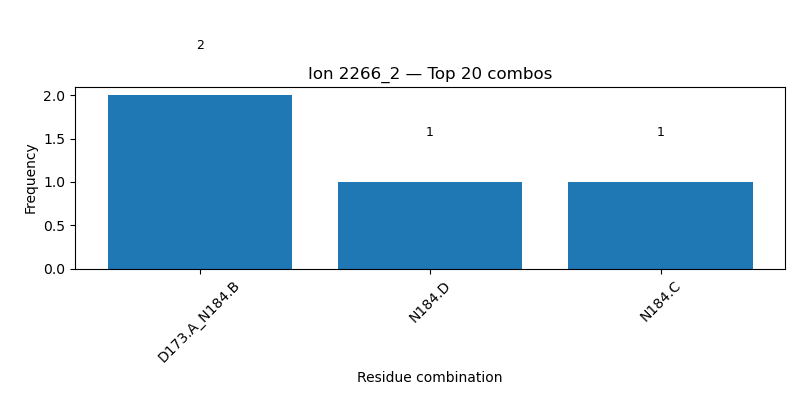 2
Ion 2266_2 — Top 20 combos
2.0
1.5
1.0
0.5
0.0
Frequency
1
1
D173.A_N184.B
N184.D
N184.C
Residue combination